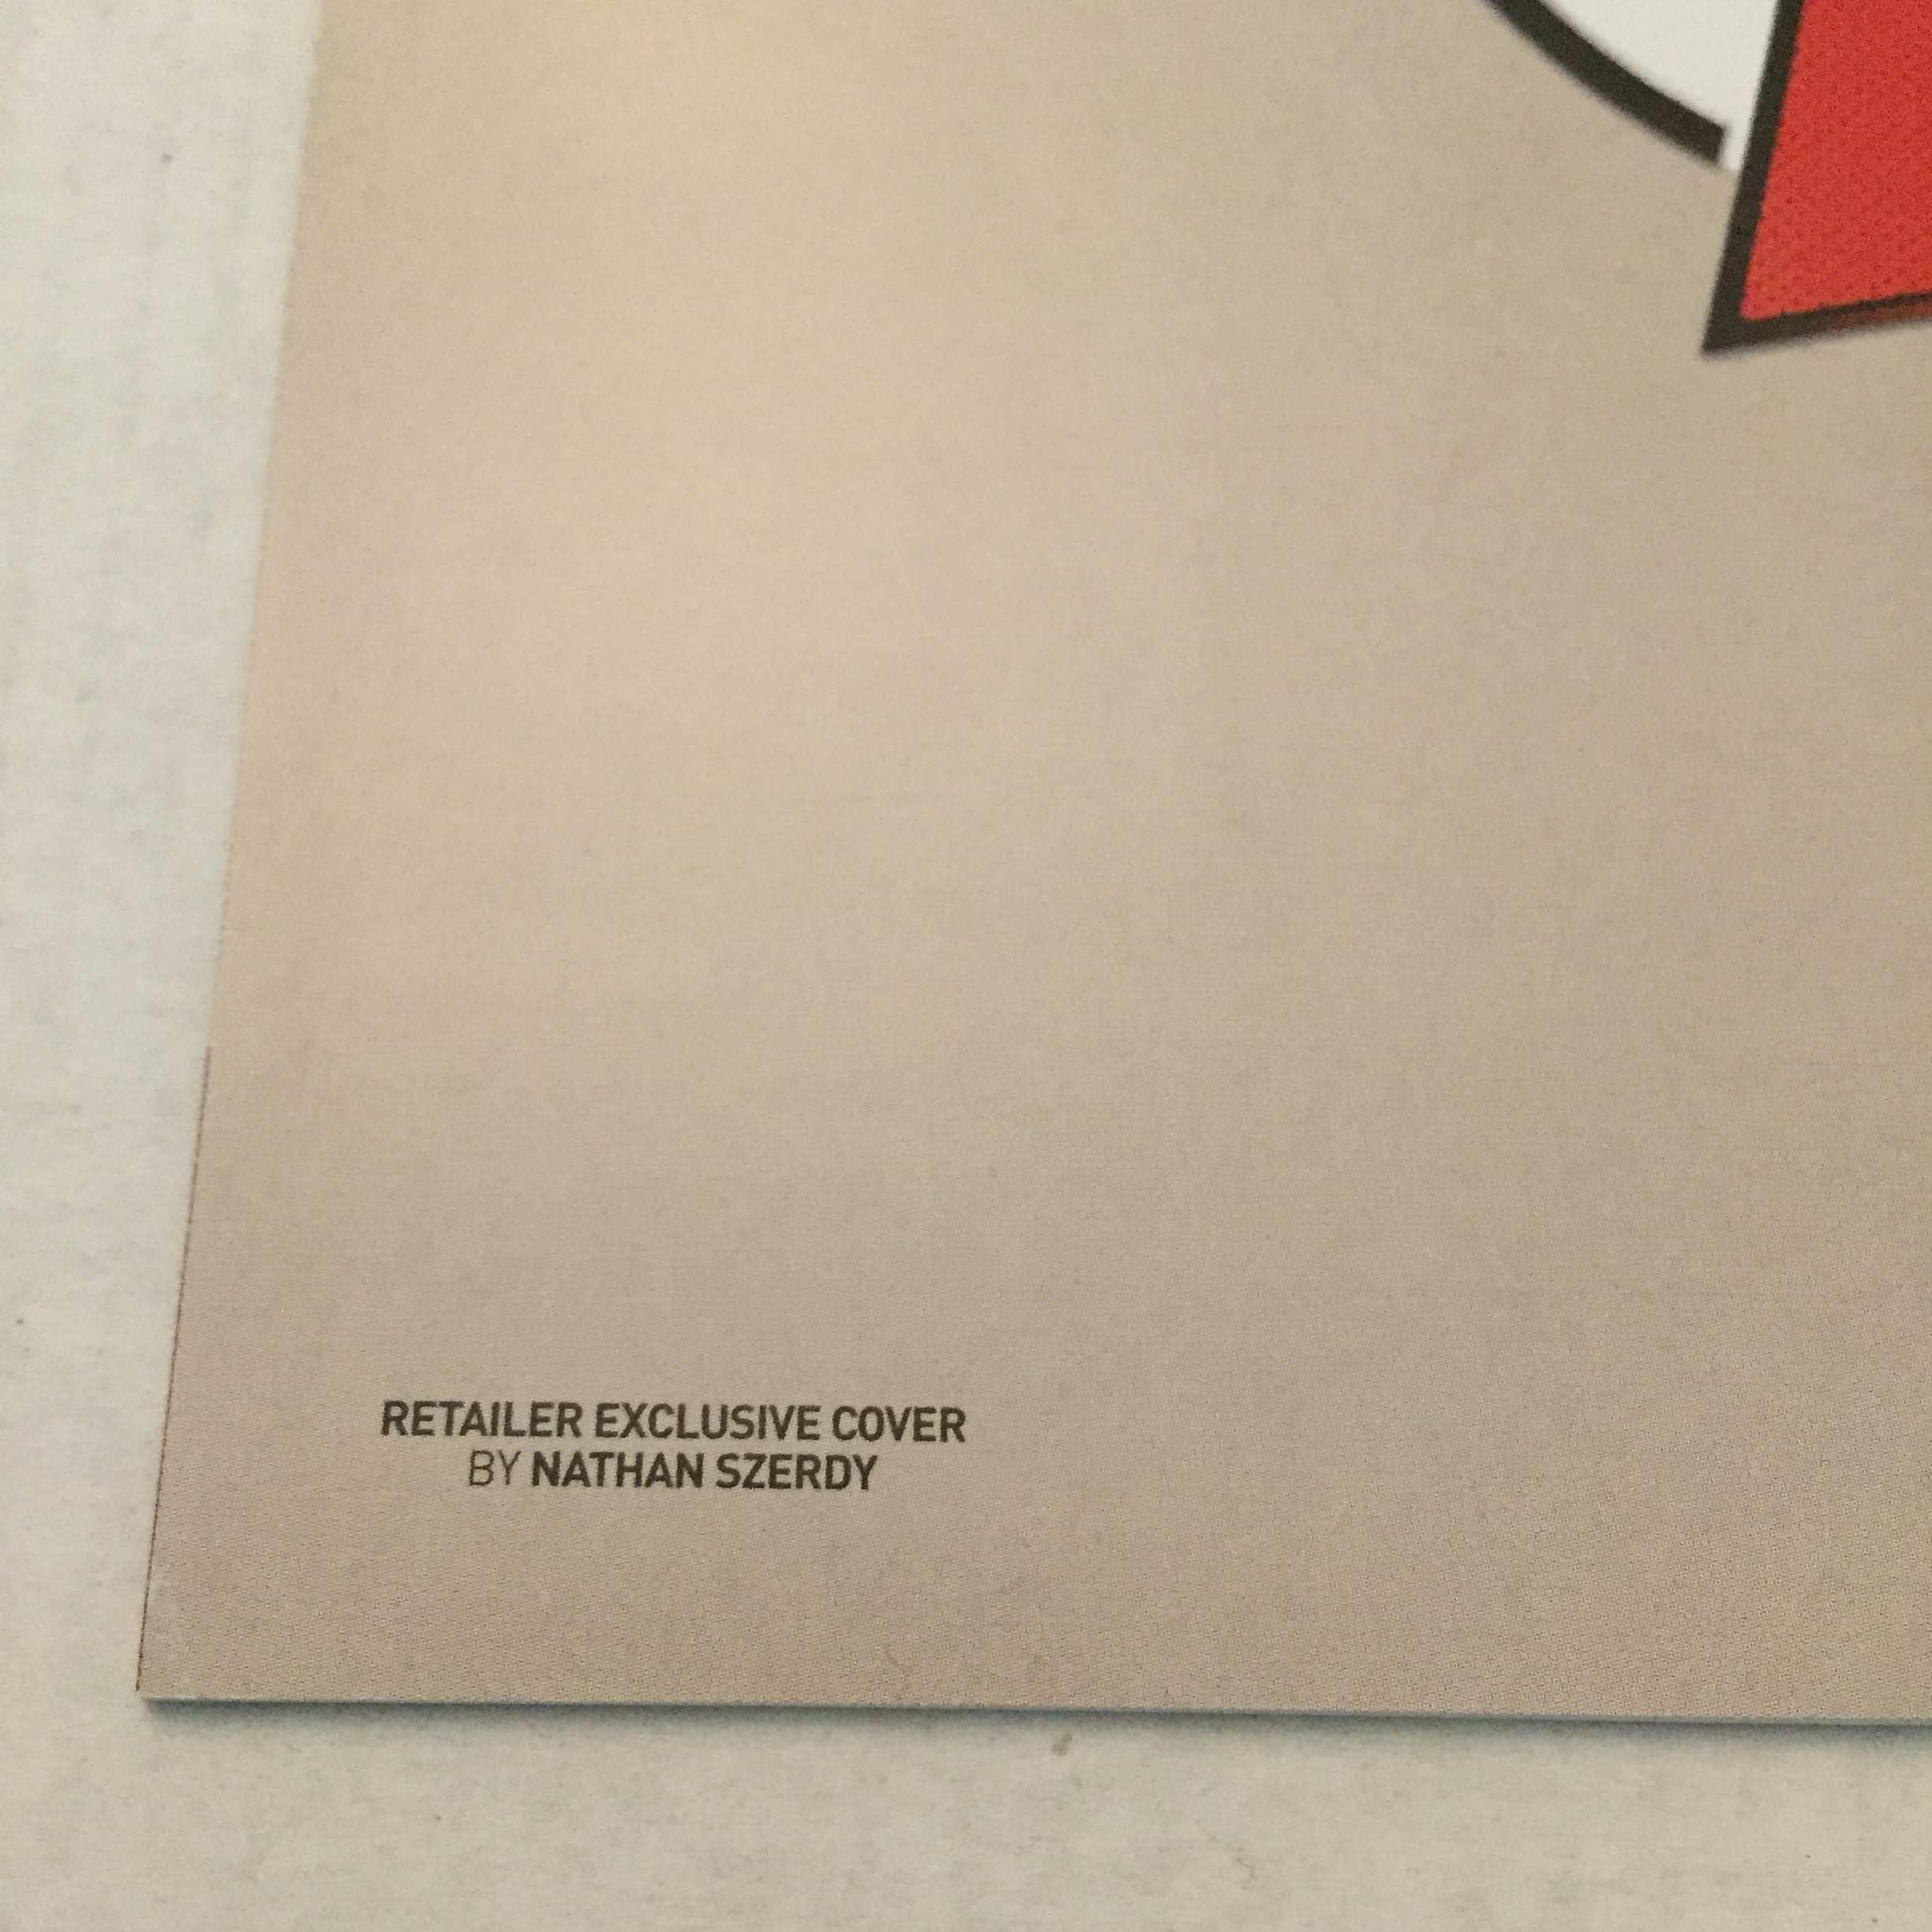 RETAILER EXCLUSIVE COVER
BY NATHAN SZERDY